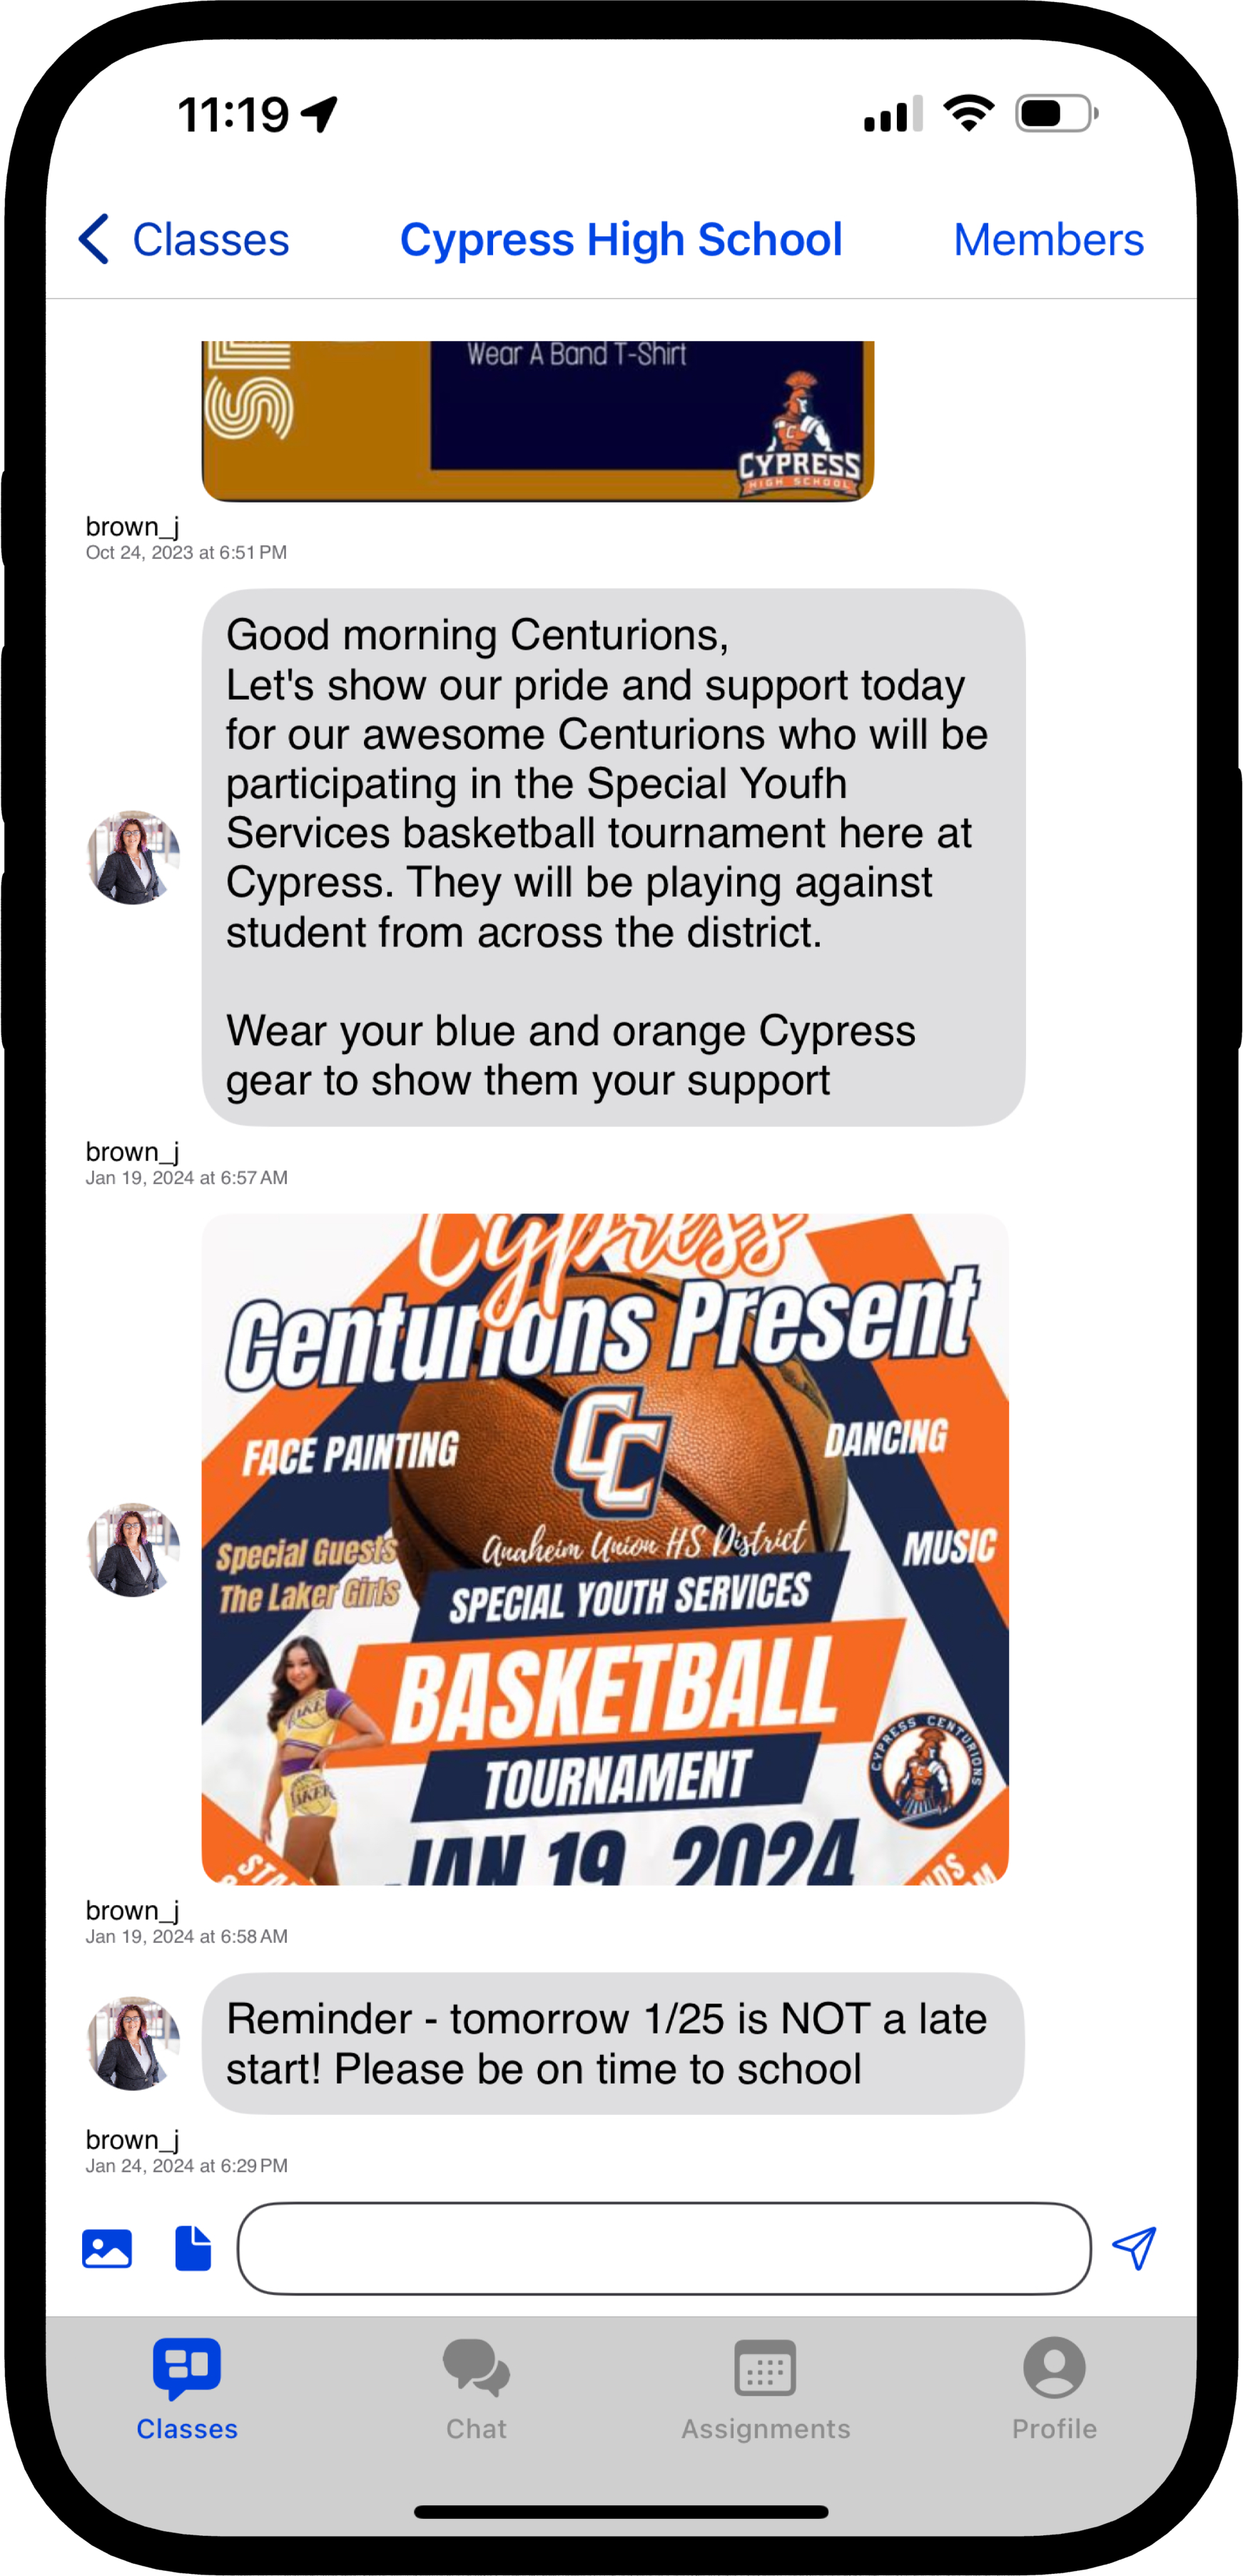 11:19
Classes
Cypress High School
Members
Wear A Band T-Shirt
CYPRESS
HIGH SCHOOL
brown_j
Oct 24, 2023 at 6:51 PM
Good morning Centurions,
Let's show our pride and support today
for our awesome Centurions who will be
participating in the Special Youfh
Services basketball tournament here at
Cypress. They will be playing against
student from across the district.
Wear your blue and orange Cypress
gear to show them your support
brown_j
Jan 19, 2024 at 6:57 AM
Cypress
Centurions Present
CC
FACE PAINTING
DANCING
Special Guests
The Laker Girls
Anaheim Union HS District
MUSIC
SPECIAL YOUTH SERVICES
BASKETBALL
TOURNAMENT
CYPRESS CENTURIONS
JAN 19, 2024
brown_j
Jan 19, 2024 at 6:58 AM
Reminder - tomorrow 1/25 is NOT a late
start! Please be on time to school
brown_j
Jan 24, 2024 at 6:29 PM
Classes
Chat
Assignments
Profile